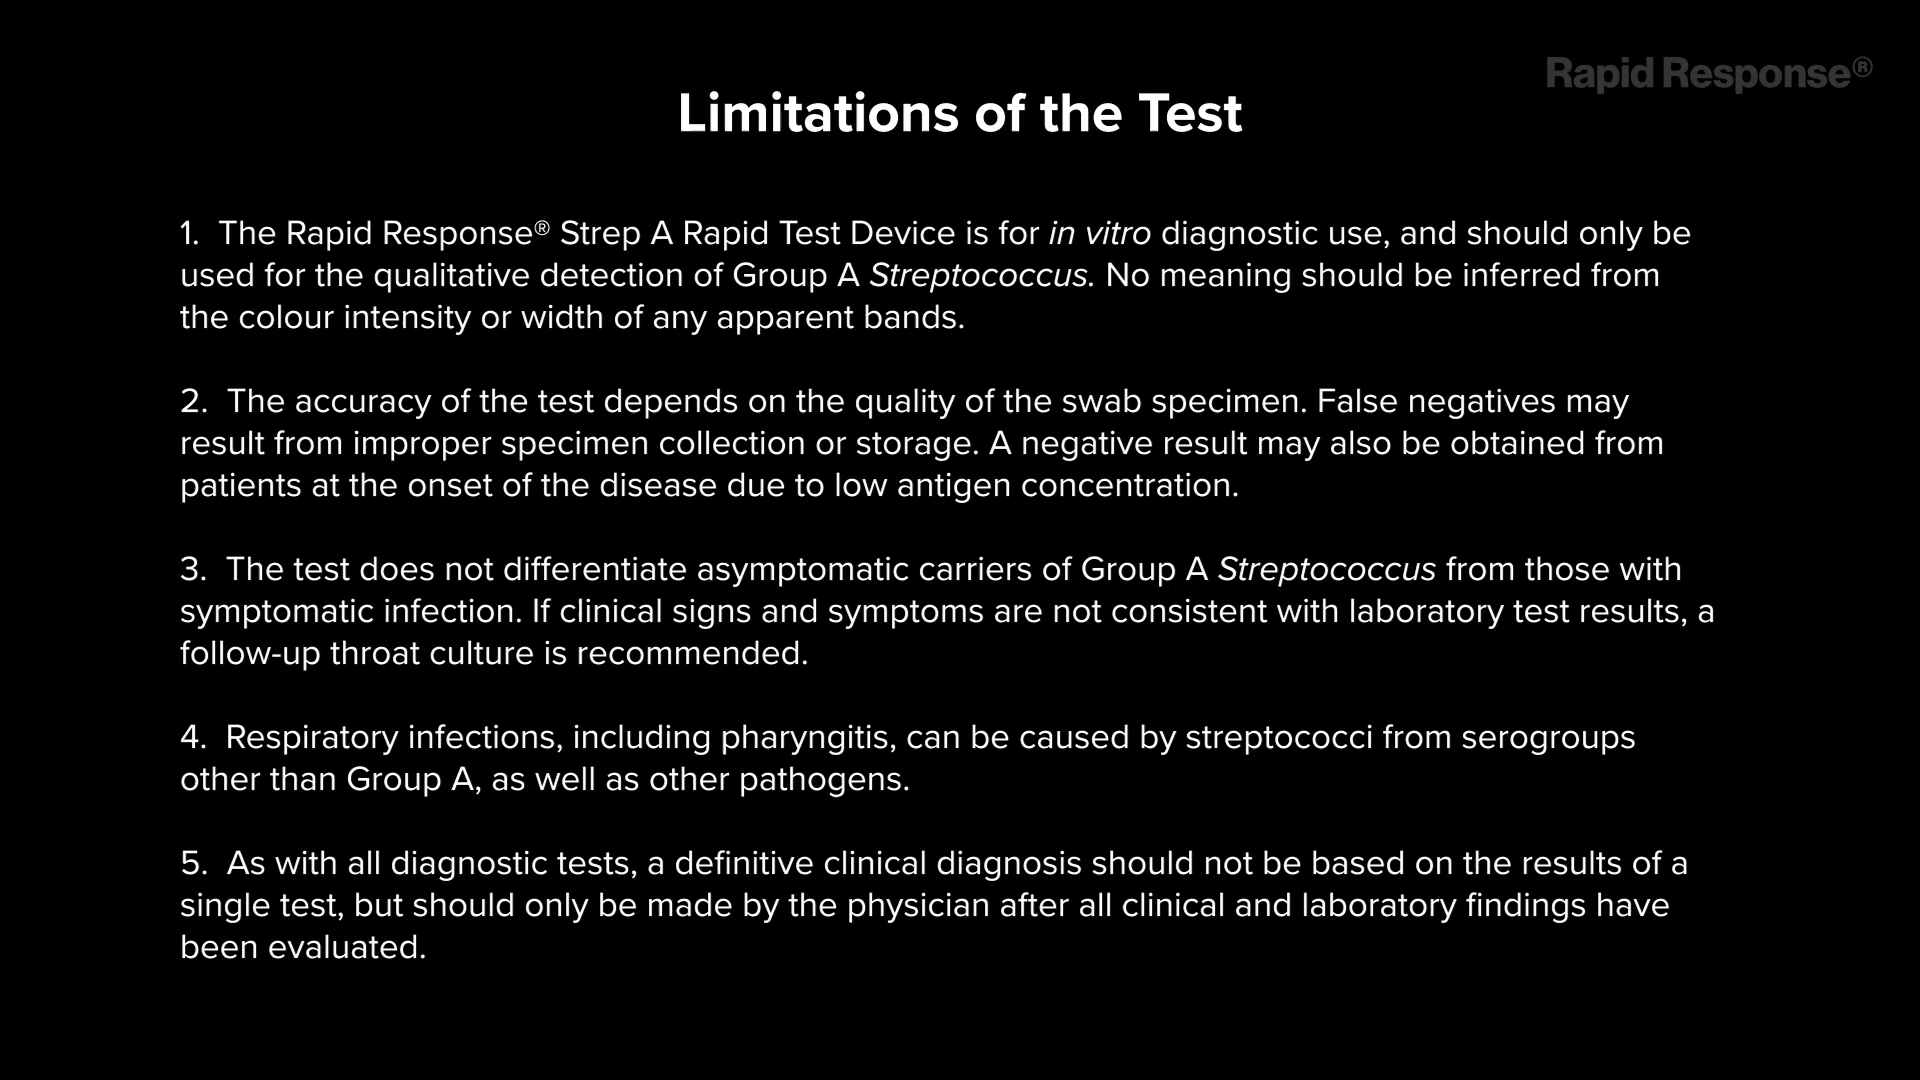 Rapid Response®
Limitations of the Test
1. The Rapid Response® Strep A Rapid Test Device is for in vitro diagnostic use, and should only be
used for the qualitative detection of Group A Streptococcus. No meaning should be inferred from
the colour intensity or width of any apparent bands.
2. The accuracy of the test depends on the quality of the swab specimen. False negatives may
result from improper specimen collection or storage. A negative result may also be obtained from
patients at the onset of the disease due to low antigen concentration.
3. The test does not differentiate asymptomatic carriers of Group A Streptococcus from those with
symptomatic infection. If clinical signs and symptoms are not consistent with laboratory test results, a
follow-up throat culture is recommended.
4. Respiratory infections, including pharyngitis, can be caused by streptococci from serogroups
other than Group A, as well as other pathogens.
5. As with all diagnostic tests, a definitive clinical diagnosis should not be based on the results of a
single test, but should only be made by the physician after all clinical and laboratory findings have
been evaluated.